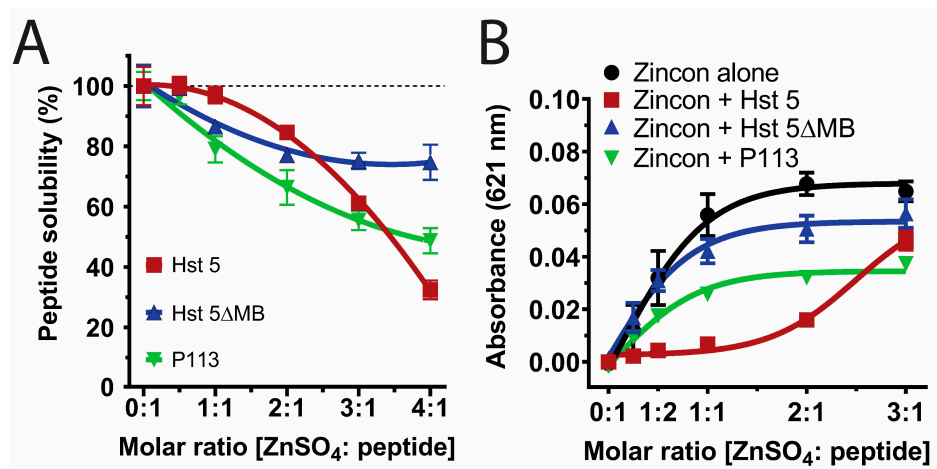 A
Peptide solubility (%)
100
80
60
40
20
0
Hst 5
Hst 5ΔMB
P113
0:1 1:1 2:1 3:1 4:1
Molar ratio [ZnSO4: peptide]
B
Zincon alone
Zincon + Hst 5
Zincon + Hst 5ΔMB
Zincon + P113
Absorbance (621 nm)
0.10
0.08
0.06
0.04
0.02
0.00
0:1 1:2 1:1 2:1 3:1
Molar ratio [ZnSO4: peptide]